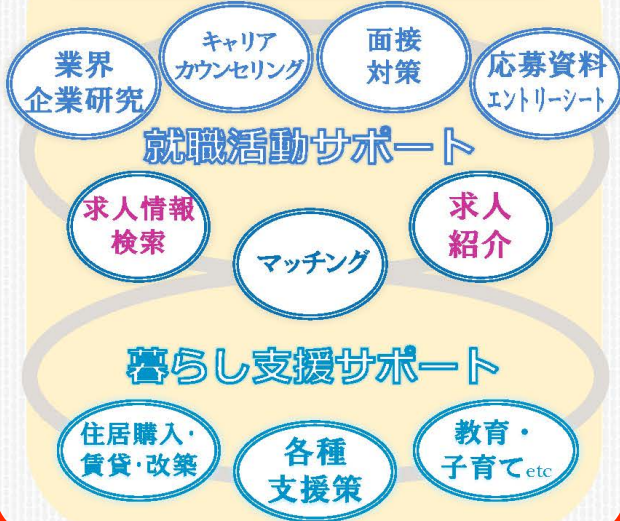 業界
企業研究
キャリア
カウンセリング
面接
対策
応募資料
エントリーシート
就職活動サポート
求人情報
検索
マッチング
求人
紹介
暮らし支援サポート
住居購入・
賃貸・改築
各種
支援策
教育・
子育てetc